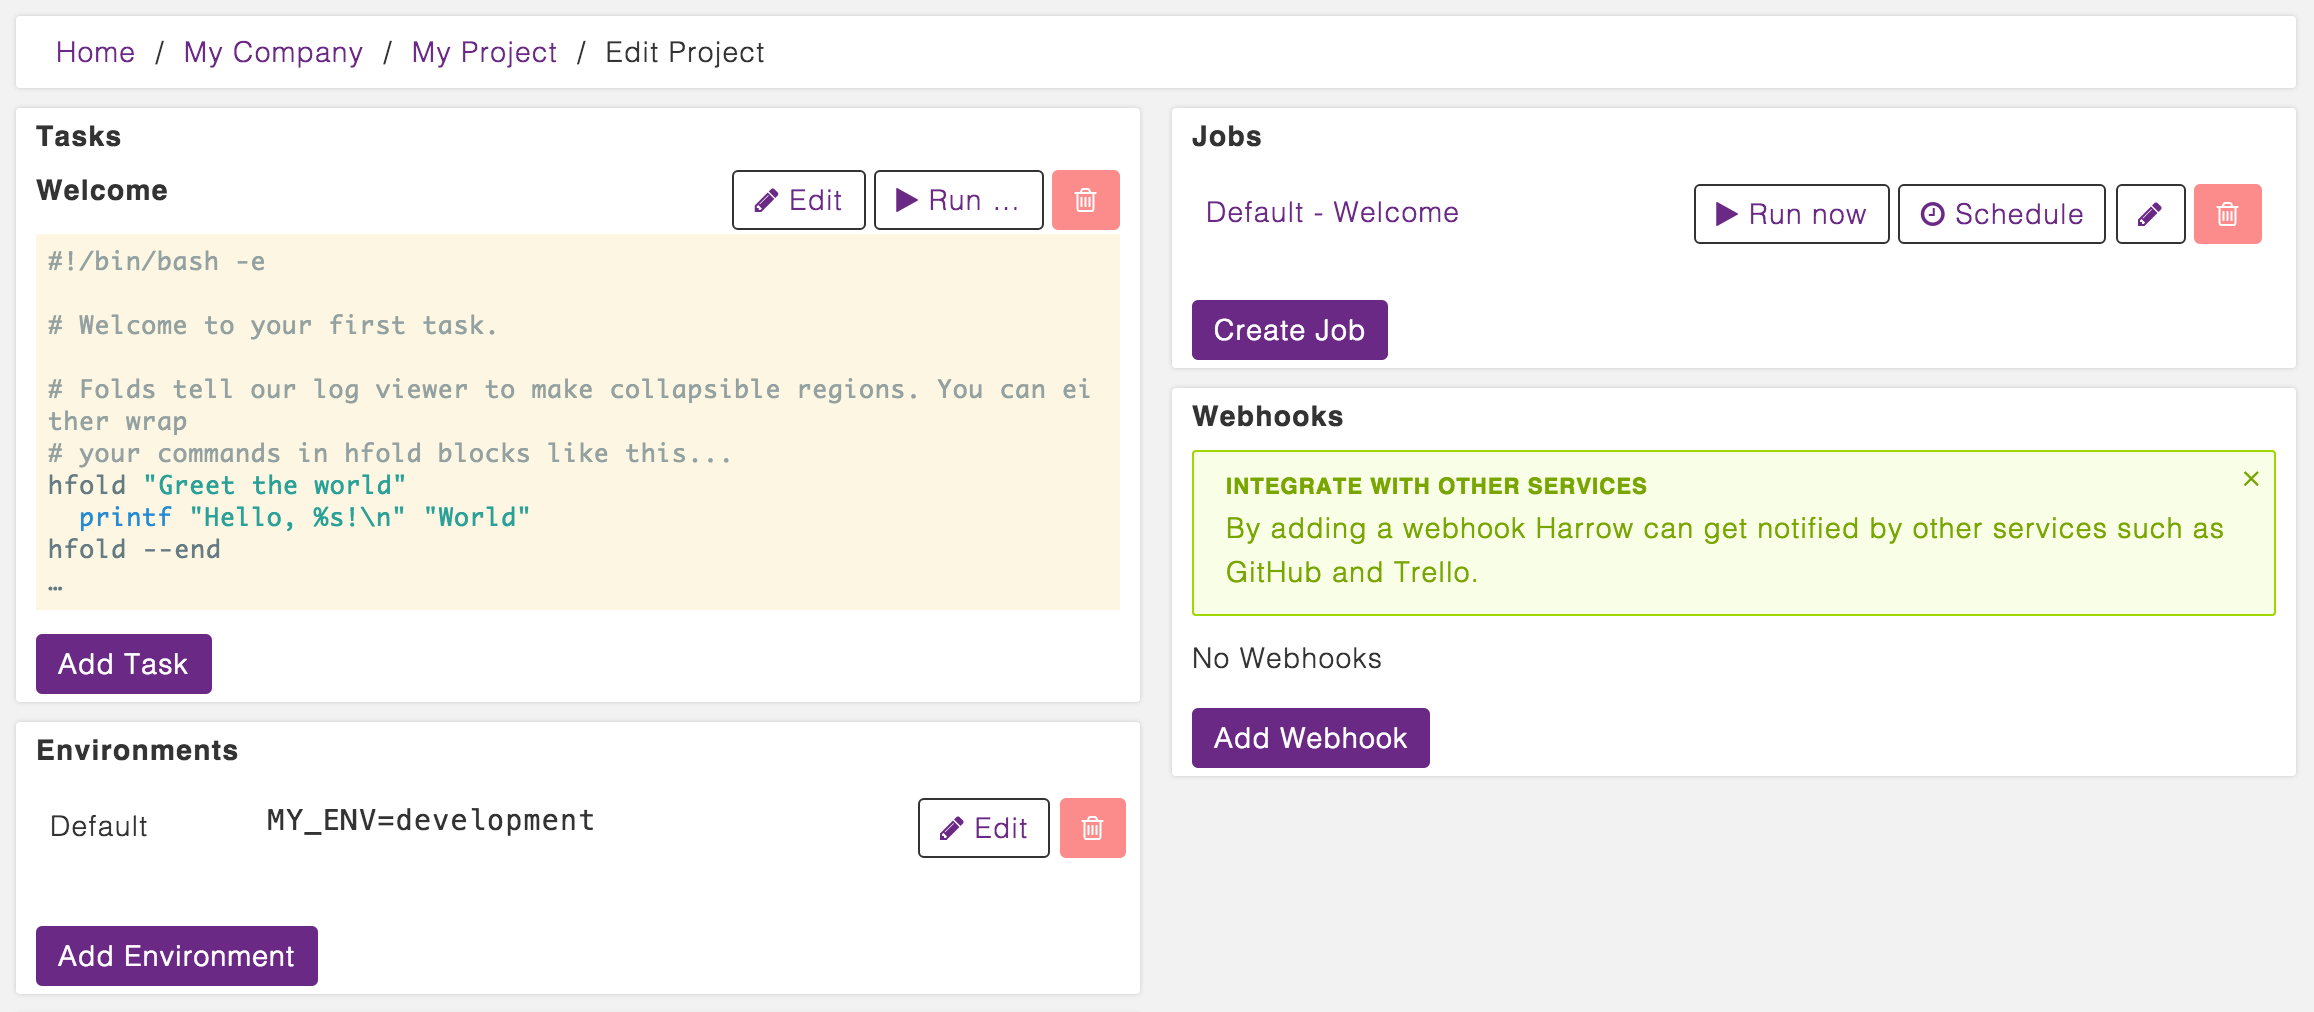 Home / My Company / My Project / Edit Project
Tasks
Welcome
Edit
Run ...
#!/bin/bash -e
# Welcome to your first task.
# Folds tell our log viewer to make collapsible regions. You can ei
ther wrap
# your commands in hfold blocks like this...
hfold "Greet the world"
  printf "Hello, %s!\n" "World"
hfold --end
…
Add Task
Environments
Default MY_ENV=development Edit
Add Environment
Jobs
Default - Welcome Run now Schedule
Create Job
Webhooks
INTEGRATE WITH OTHER SERVICES
By adding a webhook Harrow can get notified by other services such as
GitHub and Trello.
No Webhooks
Add Webhook